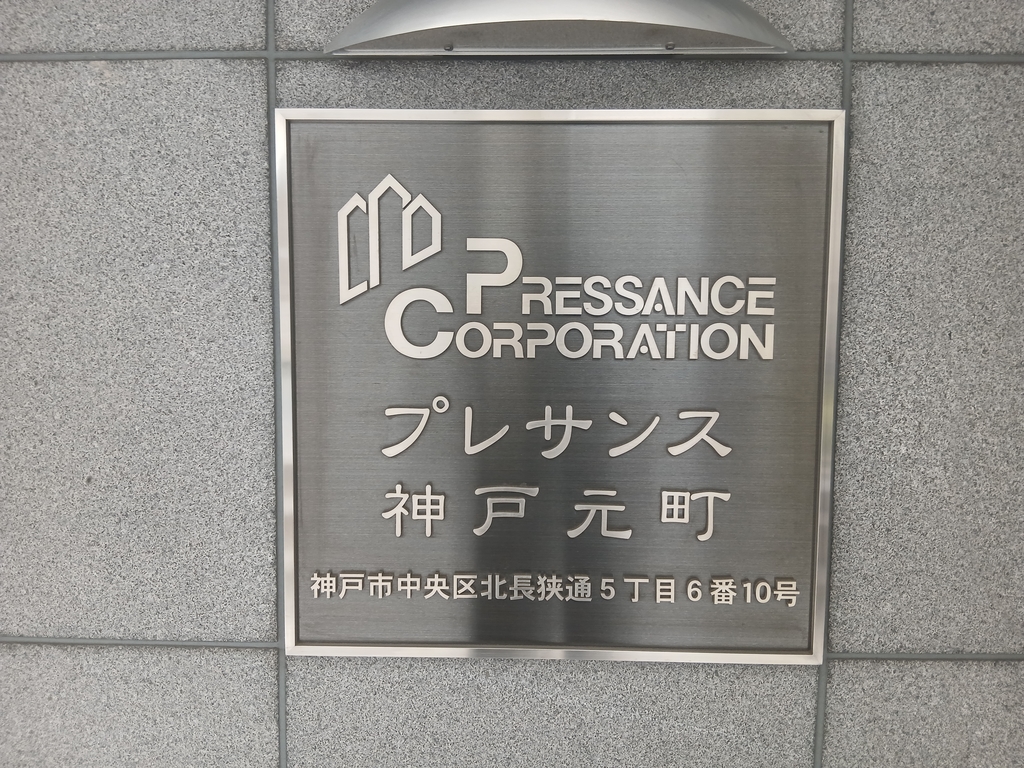 PRESSANCE
CORPORATION
プレサンス
神戸元町
神戸市中央区北長狭通5丁目6番10号